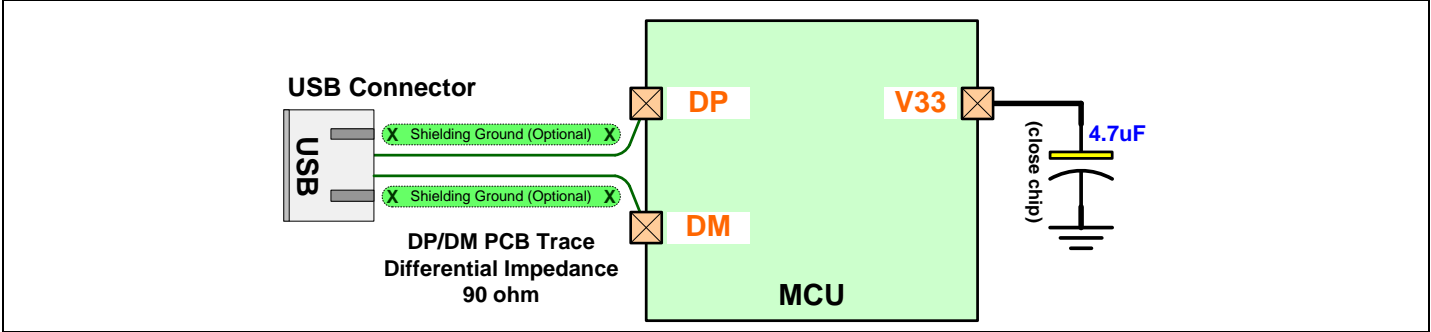 USB Connector
USB
X Shielding Ground (Optional) X
X Shielding Ground (Optional) X
DP/DM PCB Trace
Differential Impedance
90 ohm
DP
DM
V33
MCU
(close chip)
4.7uF